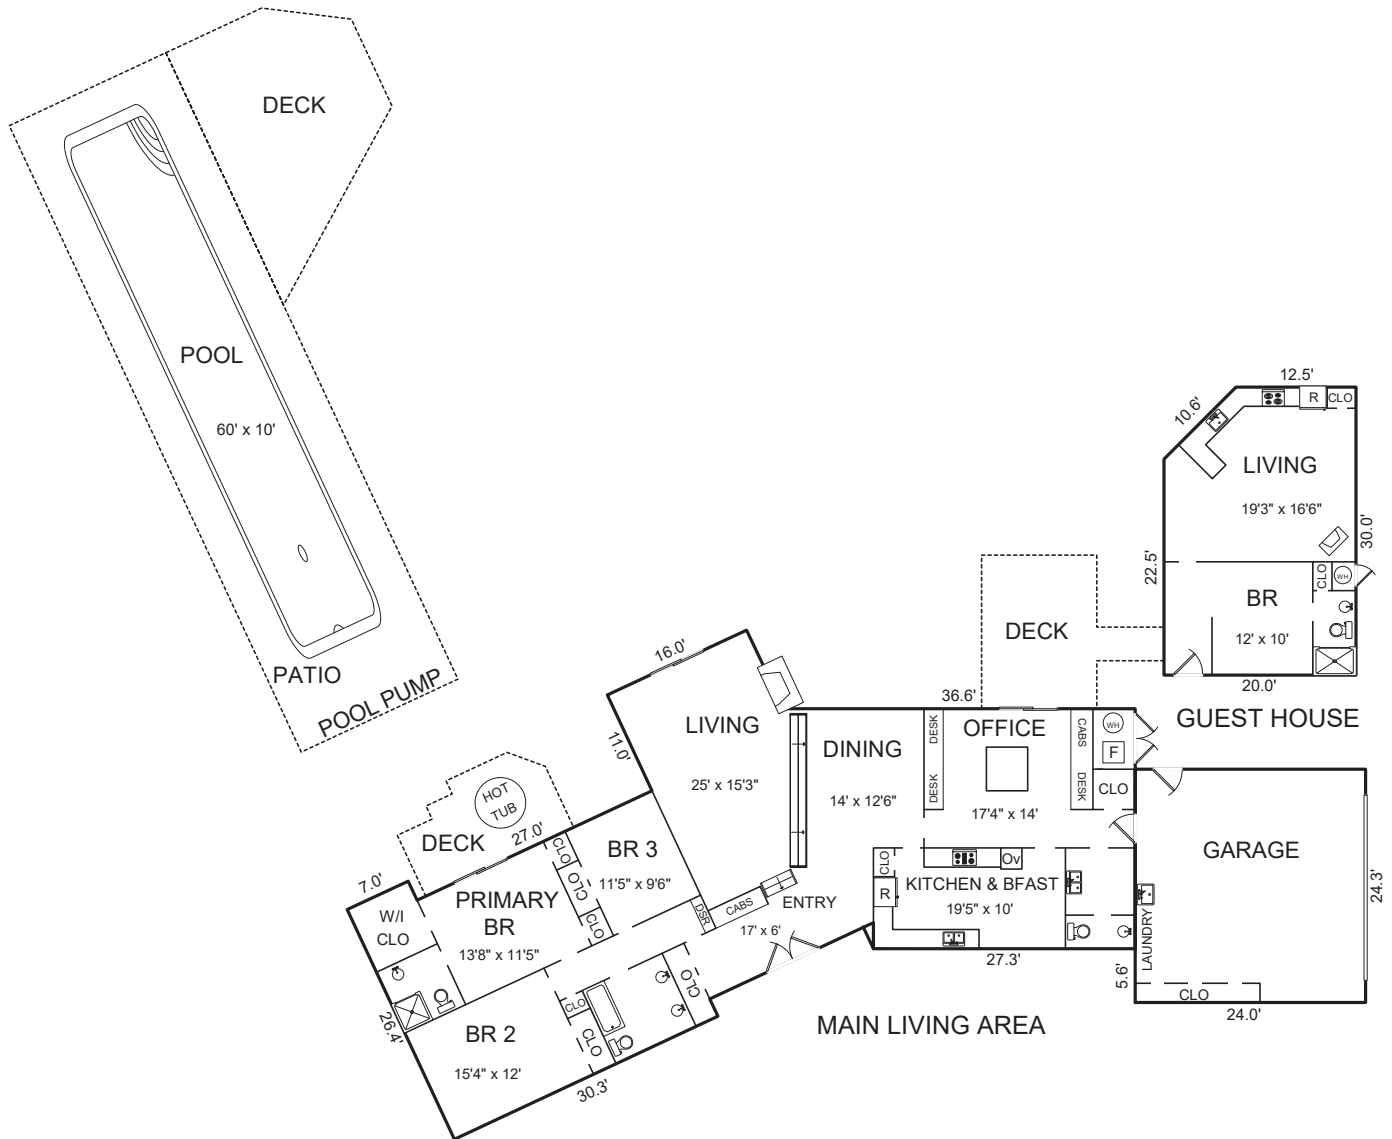 DECK
POOL
60' x 10'
PATIO
POOL PUMP
12.5'
10.6'
R
CLO
LIVING
19'3" x 16'6"
30.0'
22.5'
CLO
WH
BR
12' x 10'
20.0'
GUEST HOUSE
DECK
36.6'
16.0'
11.0'
LIVING
25' x 15'3"
DINING
14' x 12'6"
DESK
DESK
OFFICE
17'4" x 14'
CABS
DESK
WH
F
CLO
GARAGE
24.3'
LAUNDRY
5.6'
CLO
24.0'
HOT
TUB
DECK
27.0'
7.0'
W/I
CLO
PRIMARY
BR
13'8" x 11'5"
CLO
CLO
CLO
BR 3
11'5" x 9'6"
DSR
CABS
ENTRY
17' x 6'
CLO
R
Ov
KITCHEN & BFAST
19'5" x 10'
27.3'
26.4'
BR 2
15'4" x 12'
CLO
CLO
CLO
30.3'
MAIN LIVING AREA